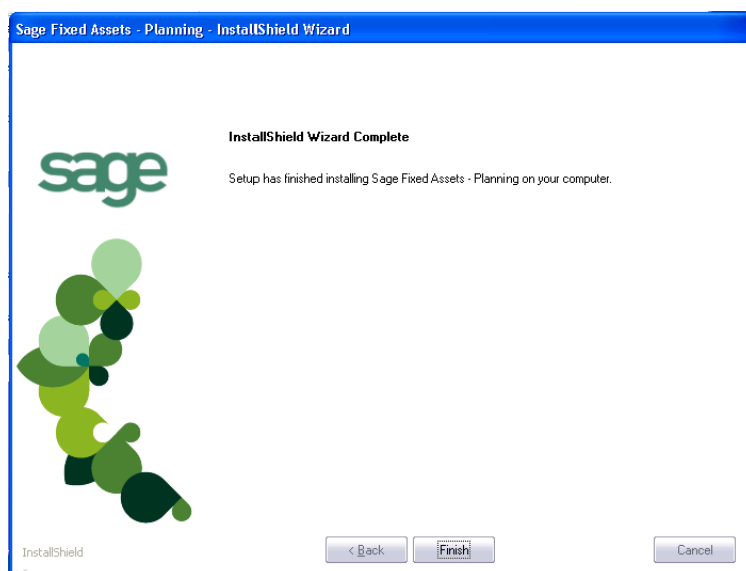 Sage Fixed Assets - Planning - InstallShield Wizard
InstallShield Wizard Complete
sage
Setup has finished installing Sage Fixed Assets - Planning on your computer.
InstallShield
< Back
Finish
Cancel